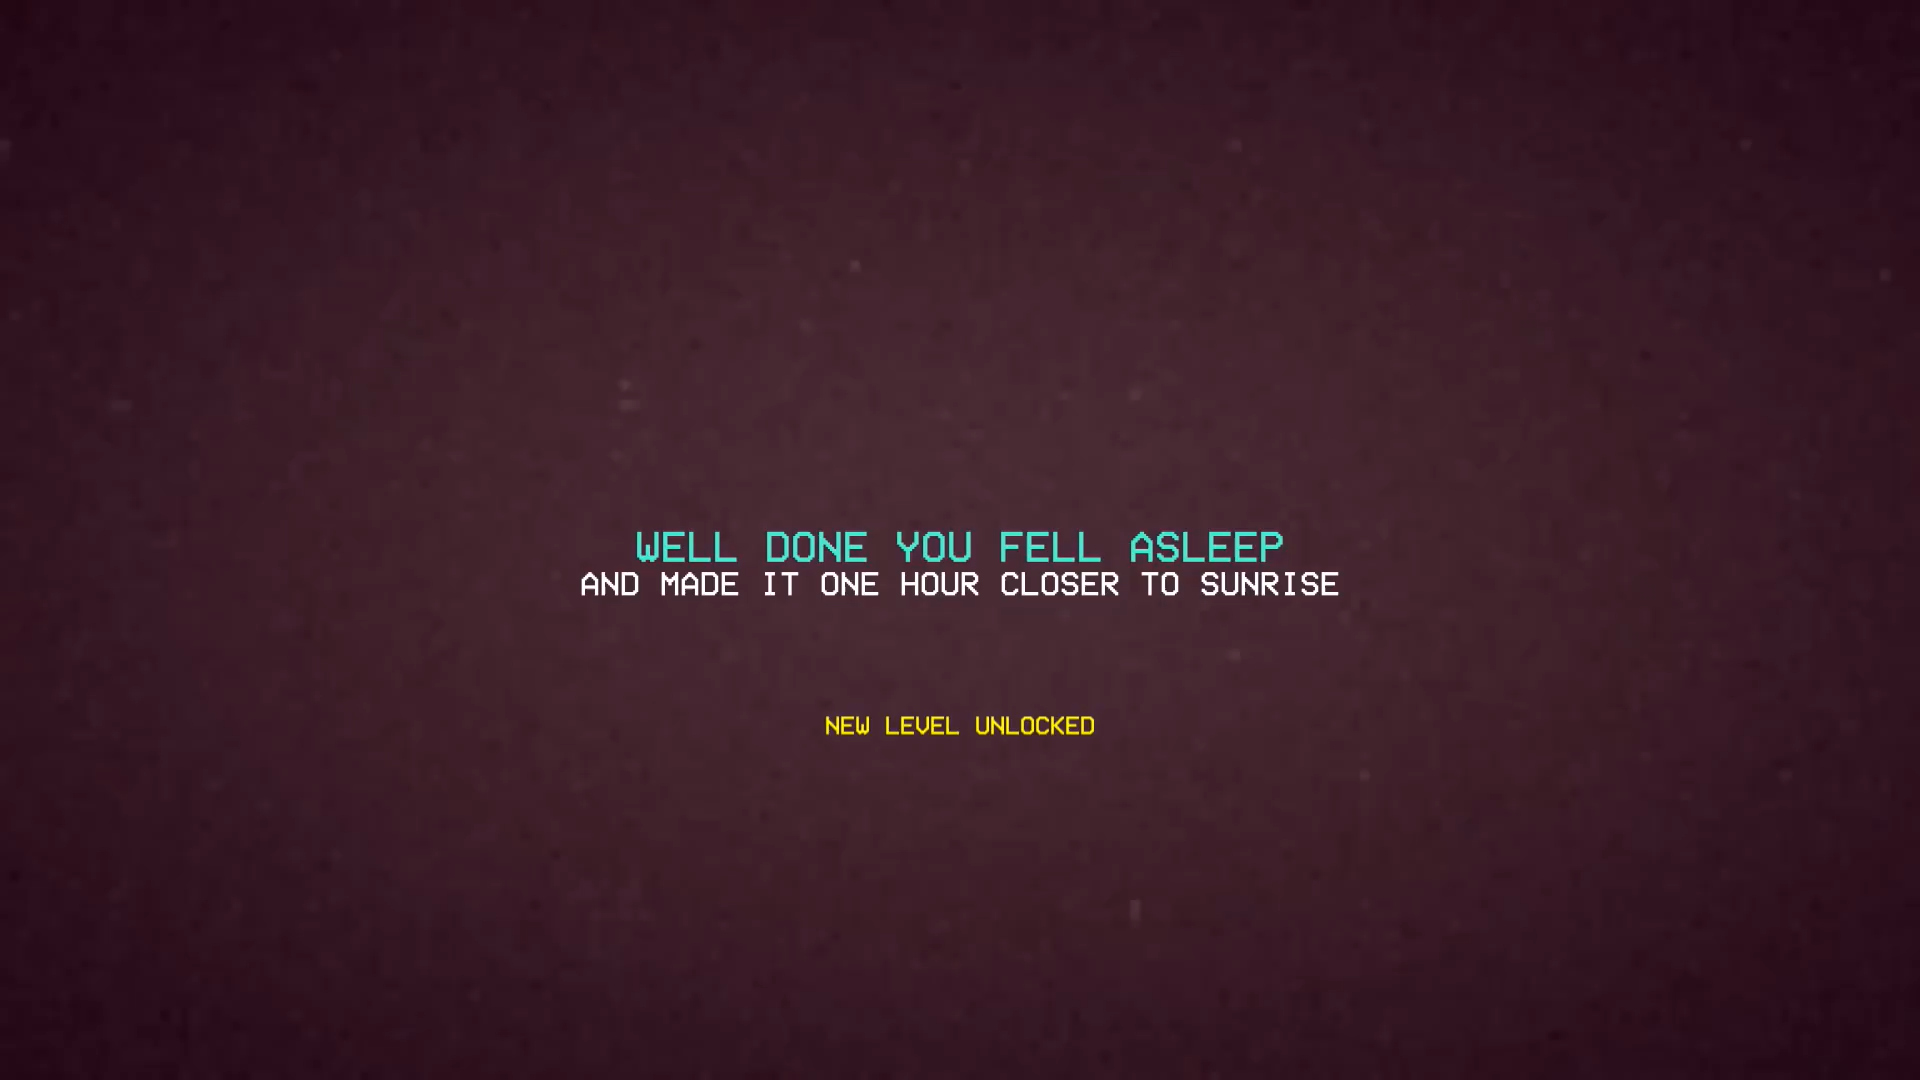 WELL DONE YOU FELL ASLEEP
AND MADE IT ONE HOUR CLOSER TO SUNRISE
NEW LEVEL UNLOCKED